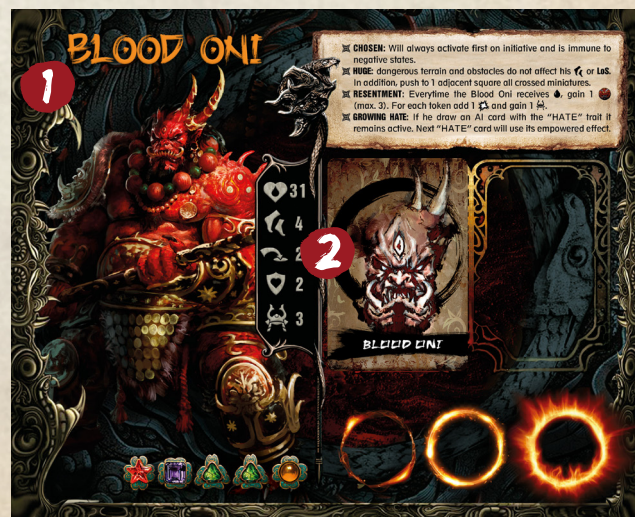 BLOOD ONI
1
CHOSEN: Will always activate first on initiative and is immune to
negative states.
HUGE: dangerous terrain and obstacles do not affect his or LoS.
In addition, push to 1 adjacent square all crossed miniatures.
RESENTMENT: Everytime the Blood Oni receives , gain 1
(max. 3). For each token add 1 and gain 1 .
GROWING HATE: If he draw an AI card with the "HATE" trait it
remains active. Next "HATE" card will use its empowered effect.
31
4
2
2
2
3
BLOOD ONI